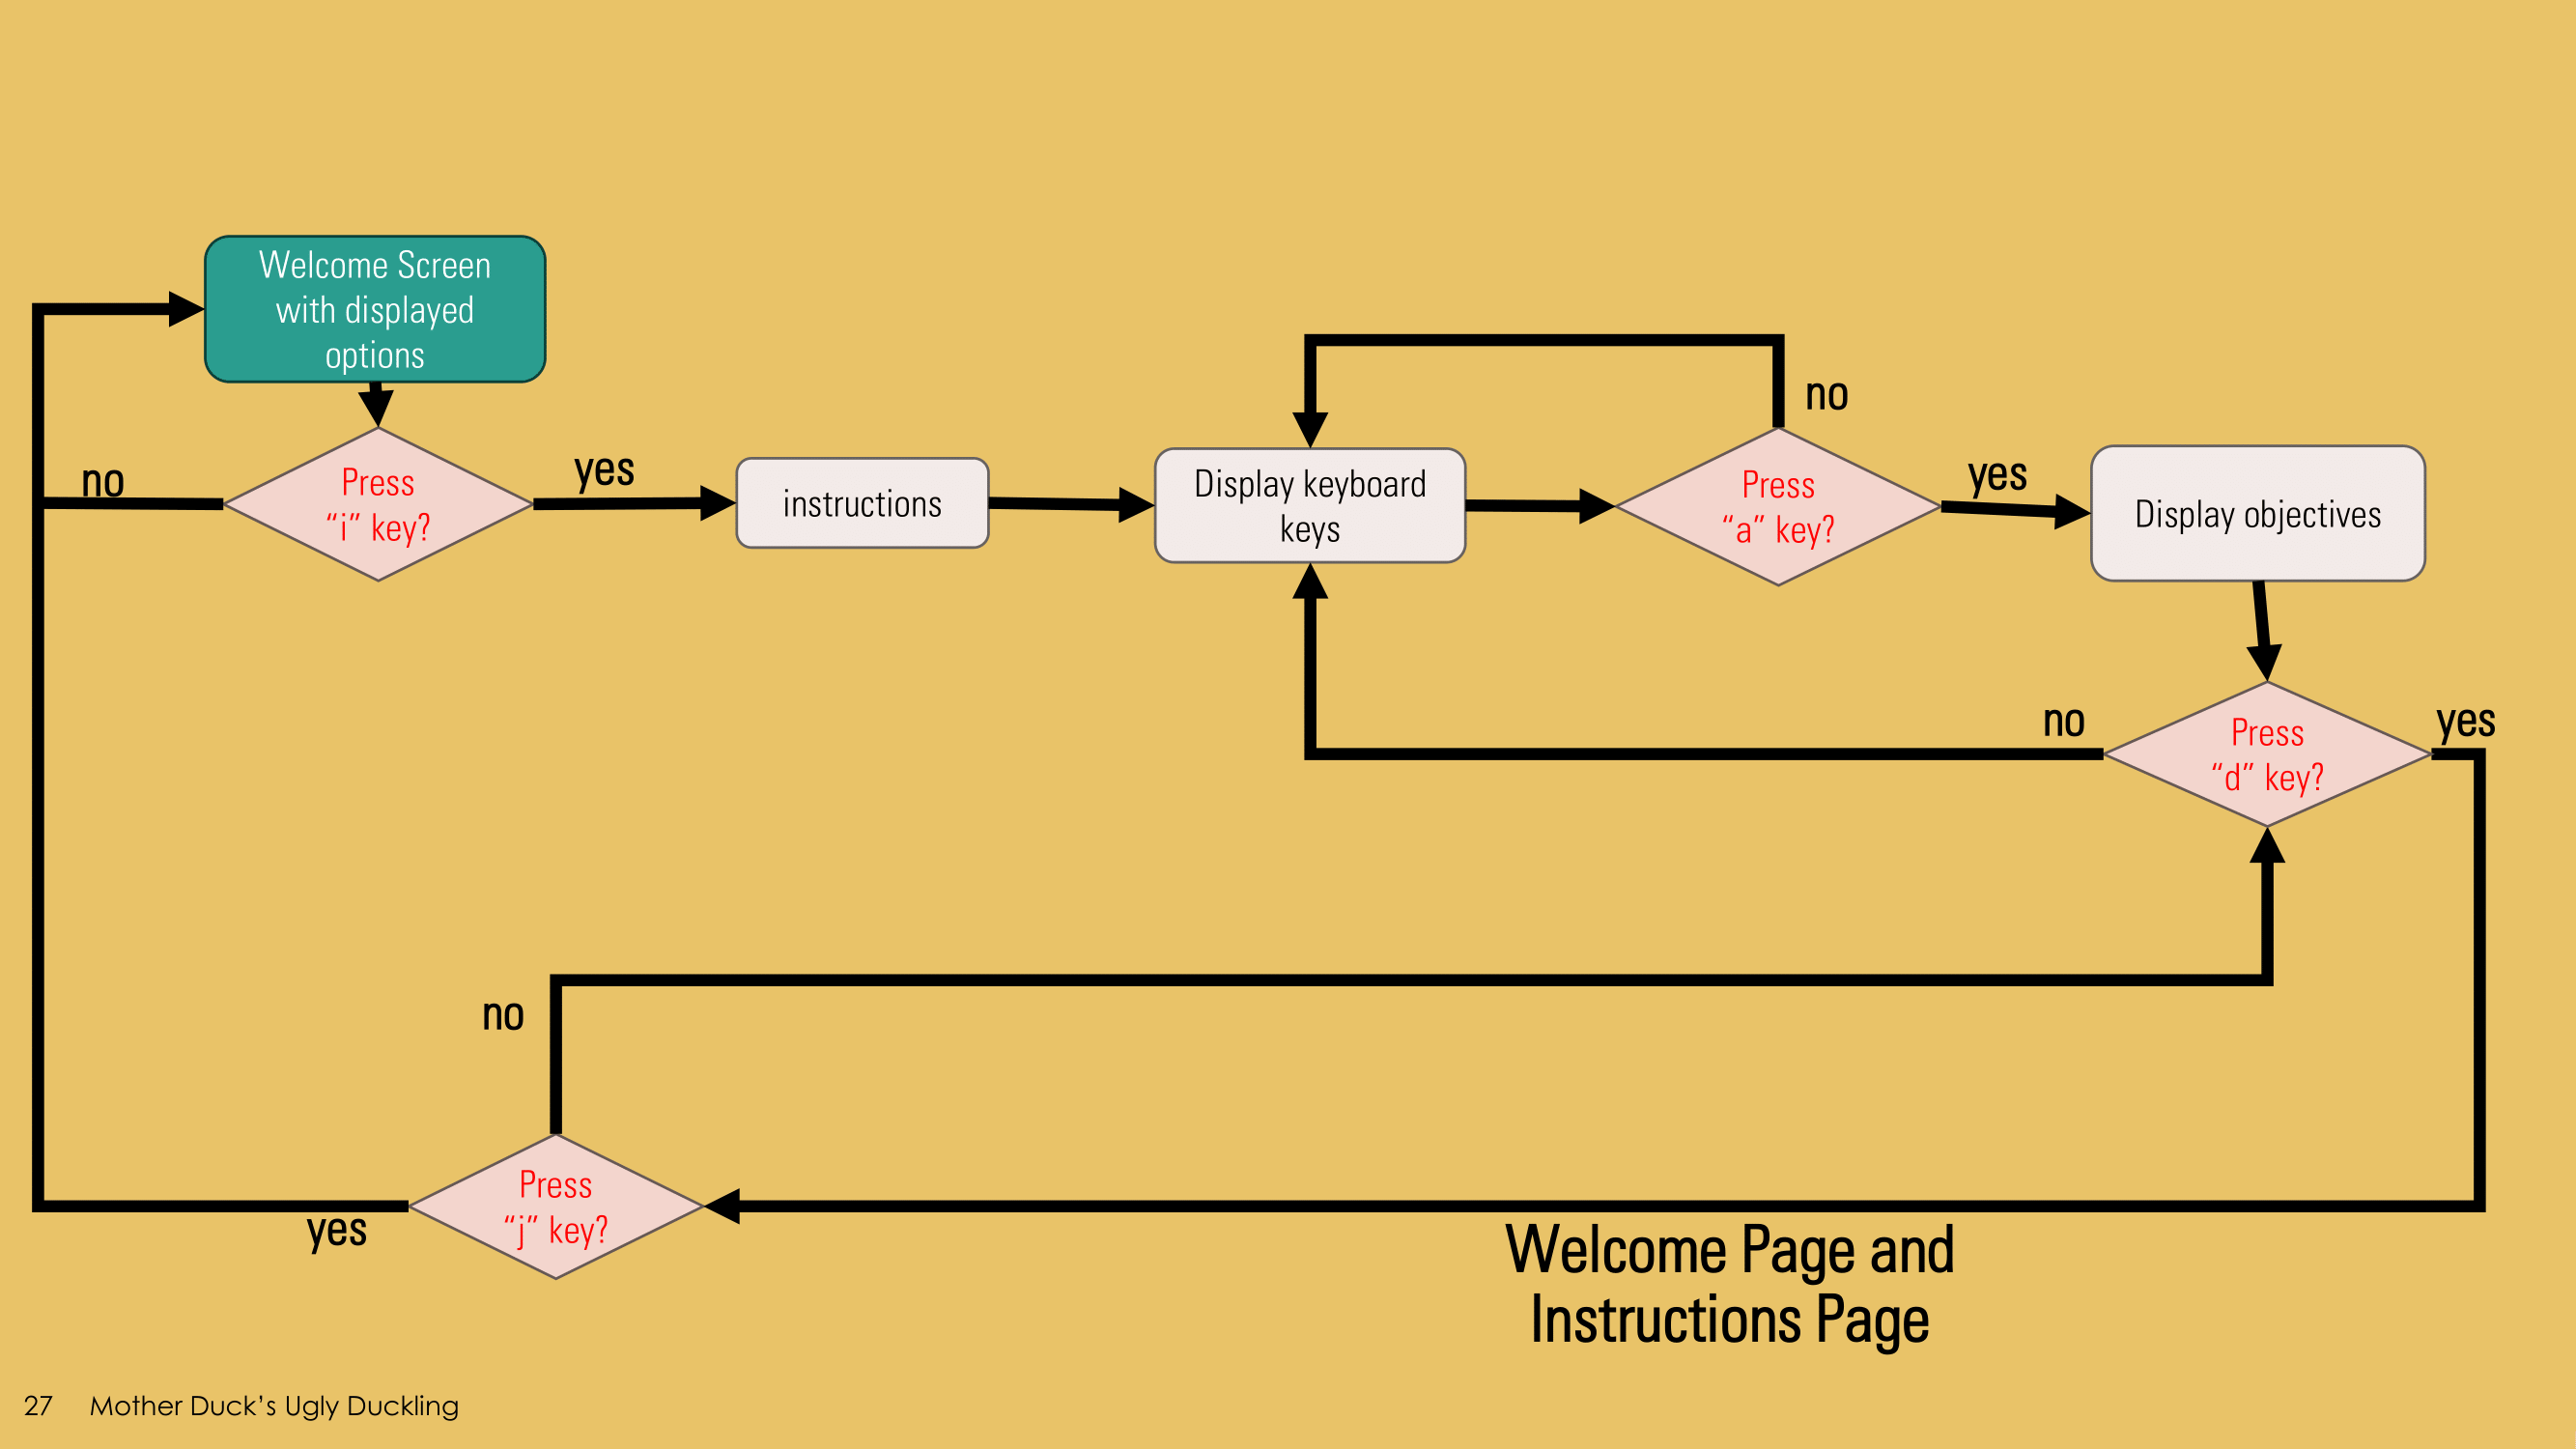 Welcome Screen
with displayed
options
no
Press
“i” key?
yes
instructions
Display keyboard
keys
no
Press
“a” key?
yes
Display objectives
no
Press
“d” key?
yes
no
Press
“j” key?
yes
Welcome Page and
Instructions Page
27 Mother Duck’s Ugly Duckling